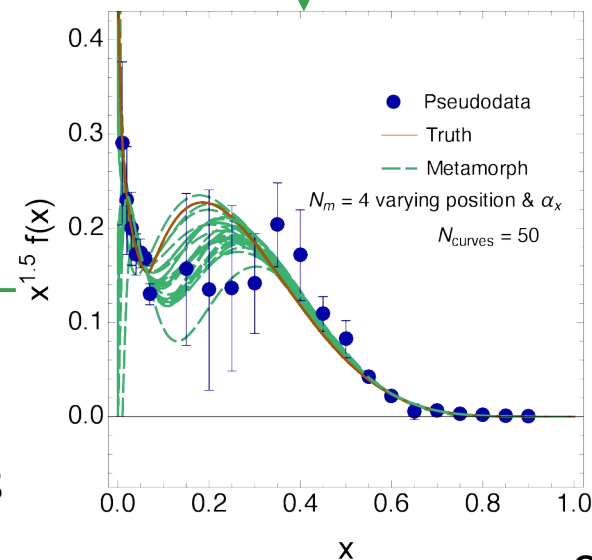 0.4
0.3
0.2
0.1
0.0
x^1.5 f(x)
Pseudodata
Truth
Metamorph
N_m = 4 varying position & α_x
N_curves = 50
0.0 0.2 0.4 0.6 0.8 1.0
x